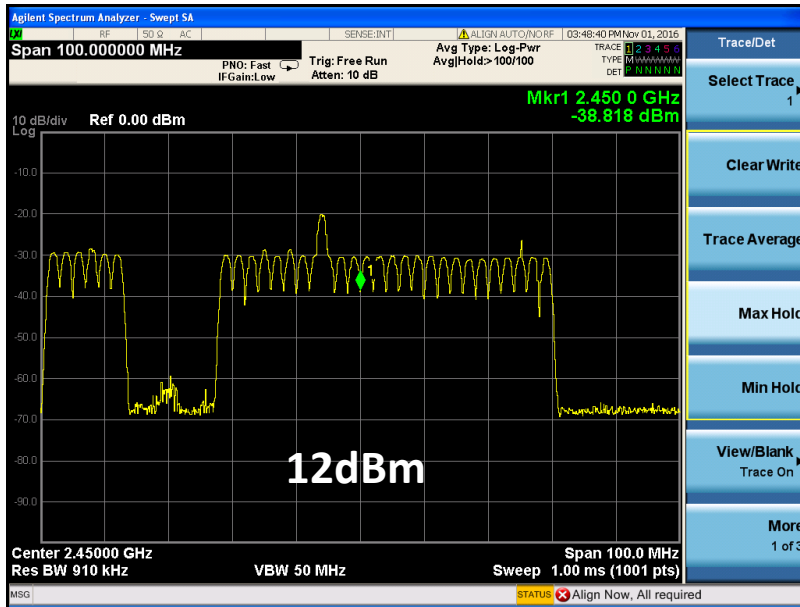 Agilent Spectrum Analyzer - Swept SA
LXI RF 50 Ω AC SENSE:INT ALIGN AUTO/NO RF 03:48:40 PM Nov 01, 2016
Span 100.000000 MHz
PNO: Fast
IFGain:Low
Trig: Free Run
Atten: 10 dB
Avg Type: Log-Pwr
Avg|Hold:>100/100
TRACE 1 2 3 4 5 6
TYPE M
DET P N N N N N
Mkr1 2.450 0 GHz
-38.818 dBm
10 dB/div Ref 0.00 dBm
Log
-10.0
-20.0
-30.0
1
-40.0
-50.0
-60.0
-70.0
-80.0
-90.0
12dBm
Center 2.45000 GHz Span 100.0 MHz
Res BW 910 kHz VBW 50 MHz Sweep 1.00 ms (1001 pts)
MSG STATUS Align Now, All required
Trace/Det
Select Trace
1
Clear Write
Trace Average
Max Hold
Min Hold
View/Blank
Trace On
More
1 of 3